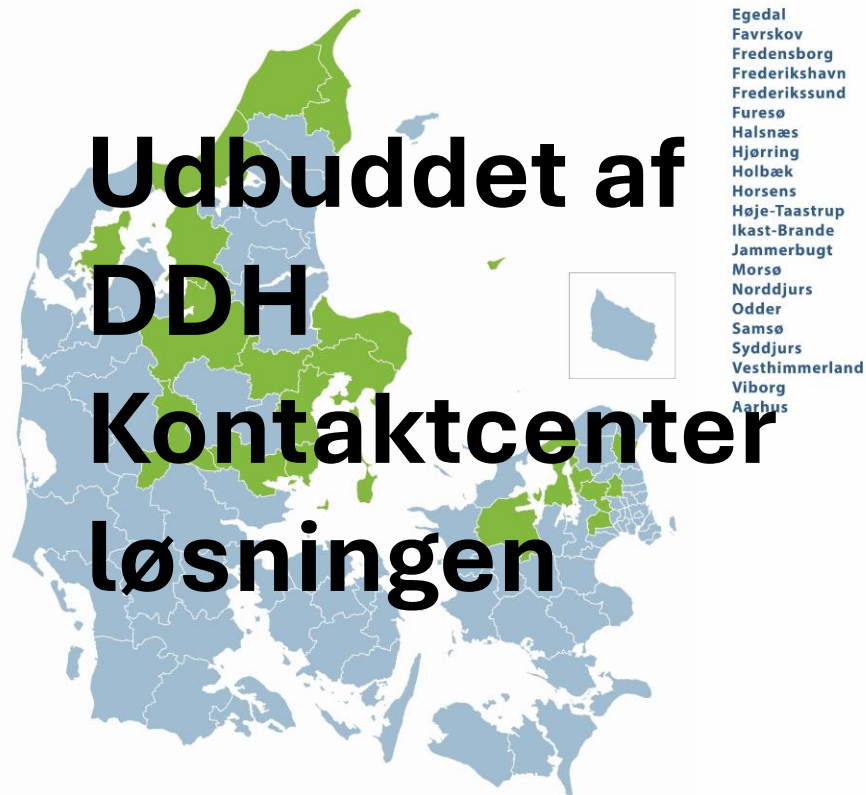 Udbuddet af
DDH
Kontaktcenter
løsningen
Egedal
Favrskov
Fredensborg
Frederikshavn
Frederikssund
Furesø
Halsnæs
Hjørring
Holbæk
Horsens
Høje-Taastrup
Ikast-Brande
Jammerbugt
Morsø
Norddjurs
Odder
Samsø
Syddjurs
Vesthimmerland
Viborg
Aarhus